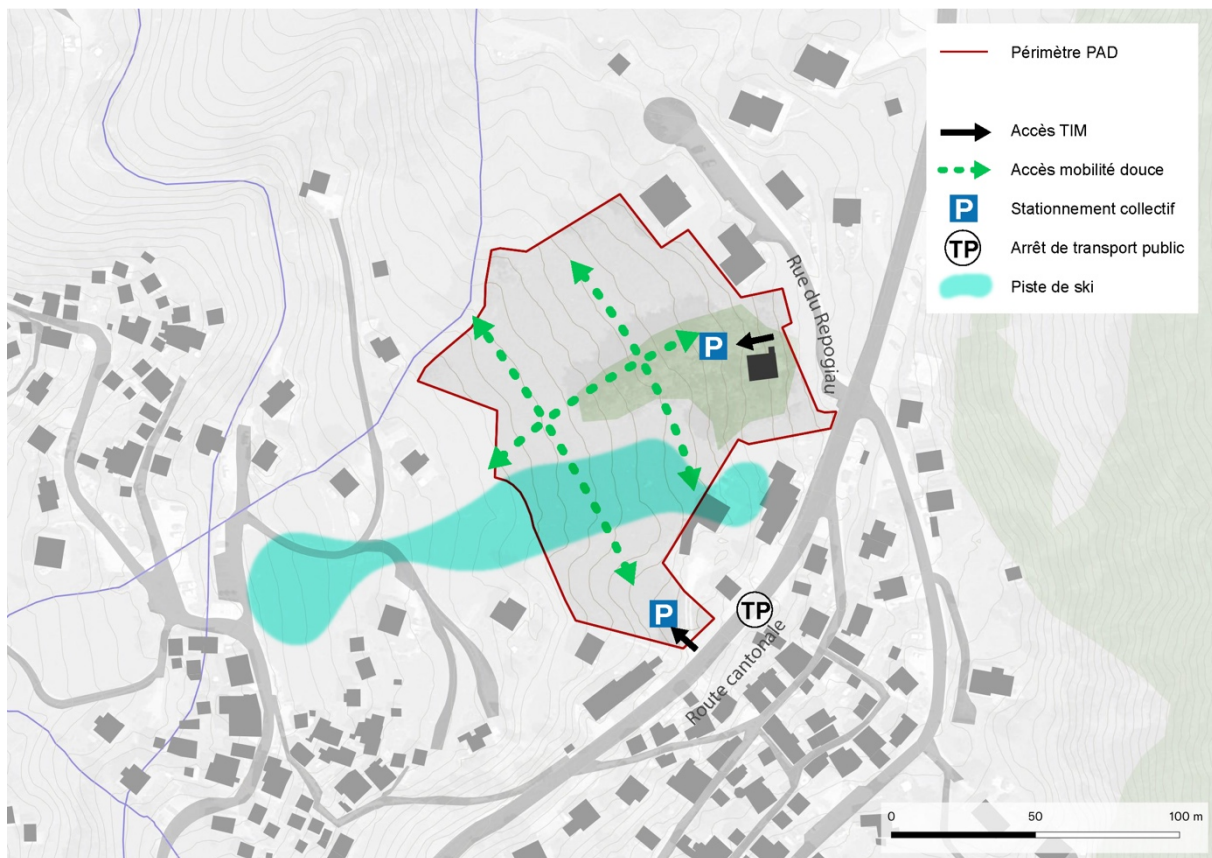 Périmètre PAD
Accès TIM
Accès mobilité douce
P
Stationnement collectif
TP
Arrêt de transport public
Piste de ski
Rue du Repogiau
P
P
TP
Route cantonale
0 50 100 m